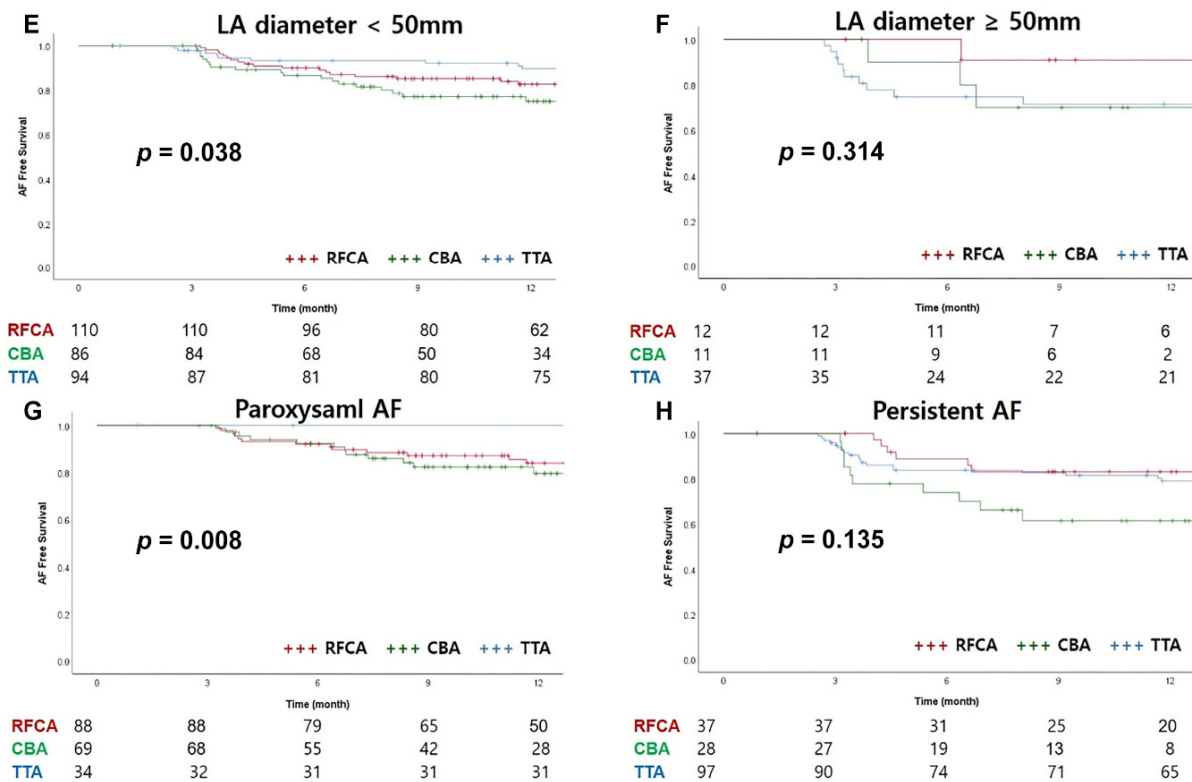 E
LA diameter < 50mm
1.0
0.8
0.6
0.4
0.2
0.0
AF Free Survival
p = 0.038
+++ RFCA +++ CBA +++ TTA
0 3 6 9 12
Time (month)
RFCA 110 110 96 80 62
CBA 86 84 68 50 34
TTA 94 87 81 80 75
F
LA diameter ≥ 50mm
1.0
0.8
0.6
0.4
0.2
0.0
AF Free Survival
p = 0.314
+++ RFCA +++ CBA +++ TTA
0 3 6 9 12
Time (month)
RFCA 12 12 11 7 6
CBA 11 11 9 6 2
TTA 37 35 24 22 21
G
Paroxysaml AF
1.0
0.8
0.6
0.4
0.2
0.0
AF Free Survival
p = 0.008
+++ RFCA +++ CBA +++ TTA
0 3 6 9 12
Time (month)
RFCA 88 88 79 65 50
CBA 69 68 55 42 28
TTA 34 32 31 31 31
H
Persistent AF
1.0
0.8
0.6
0.4
0.2
0.0
AF Free Survival
p = 0.135
+++ RFCA +++ CBA +++ TTA
0 3 6 9 12
Time (month)
RFCA 37 37 31 25 20
CBA 28 27 19 13 8
TTA 97 90 74 71 65